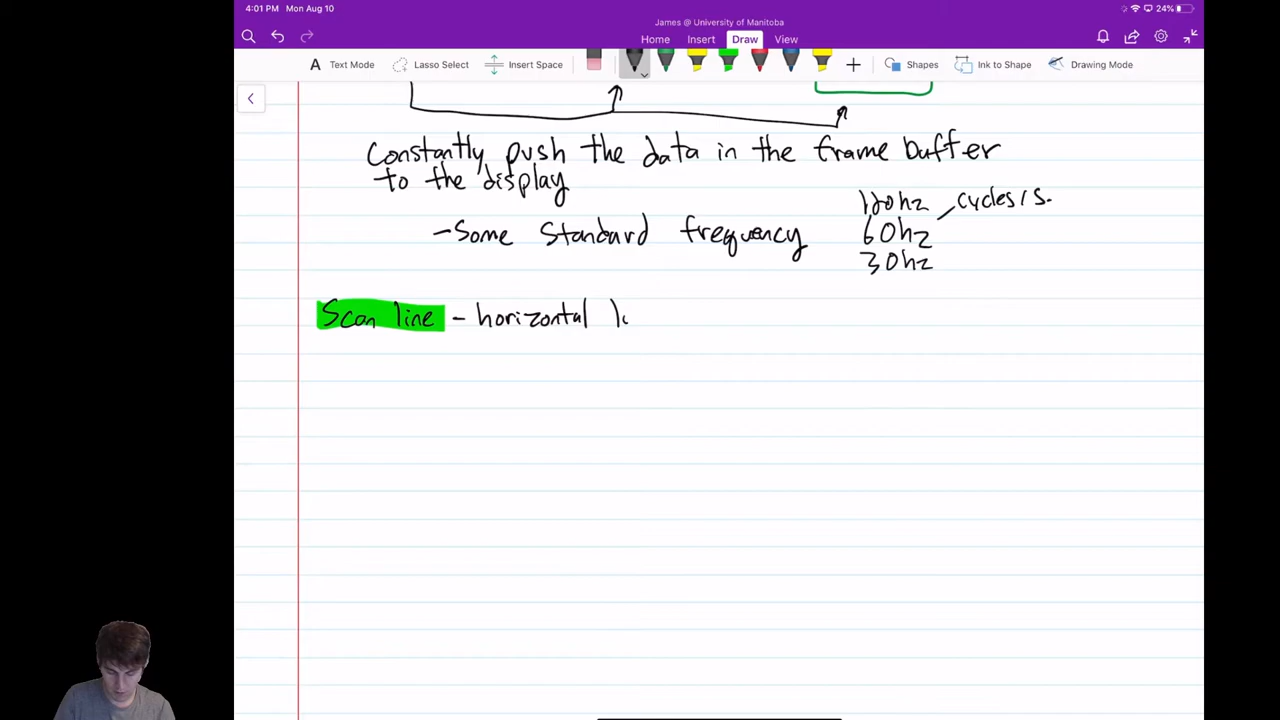 4:01 PM Mon Aug 10
24%
James @ University of Manitoba
Home Insert Draw View
Text Mode Lasso Select Insert Space Shapes Ink to Shape Drawing Mode
Constantly push the data in the frame buffer
to the display
120hz
cycles/s.
-Some Standard frequency 60hz
30hz
Scan line - horizontal